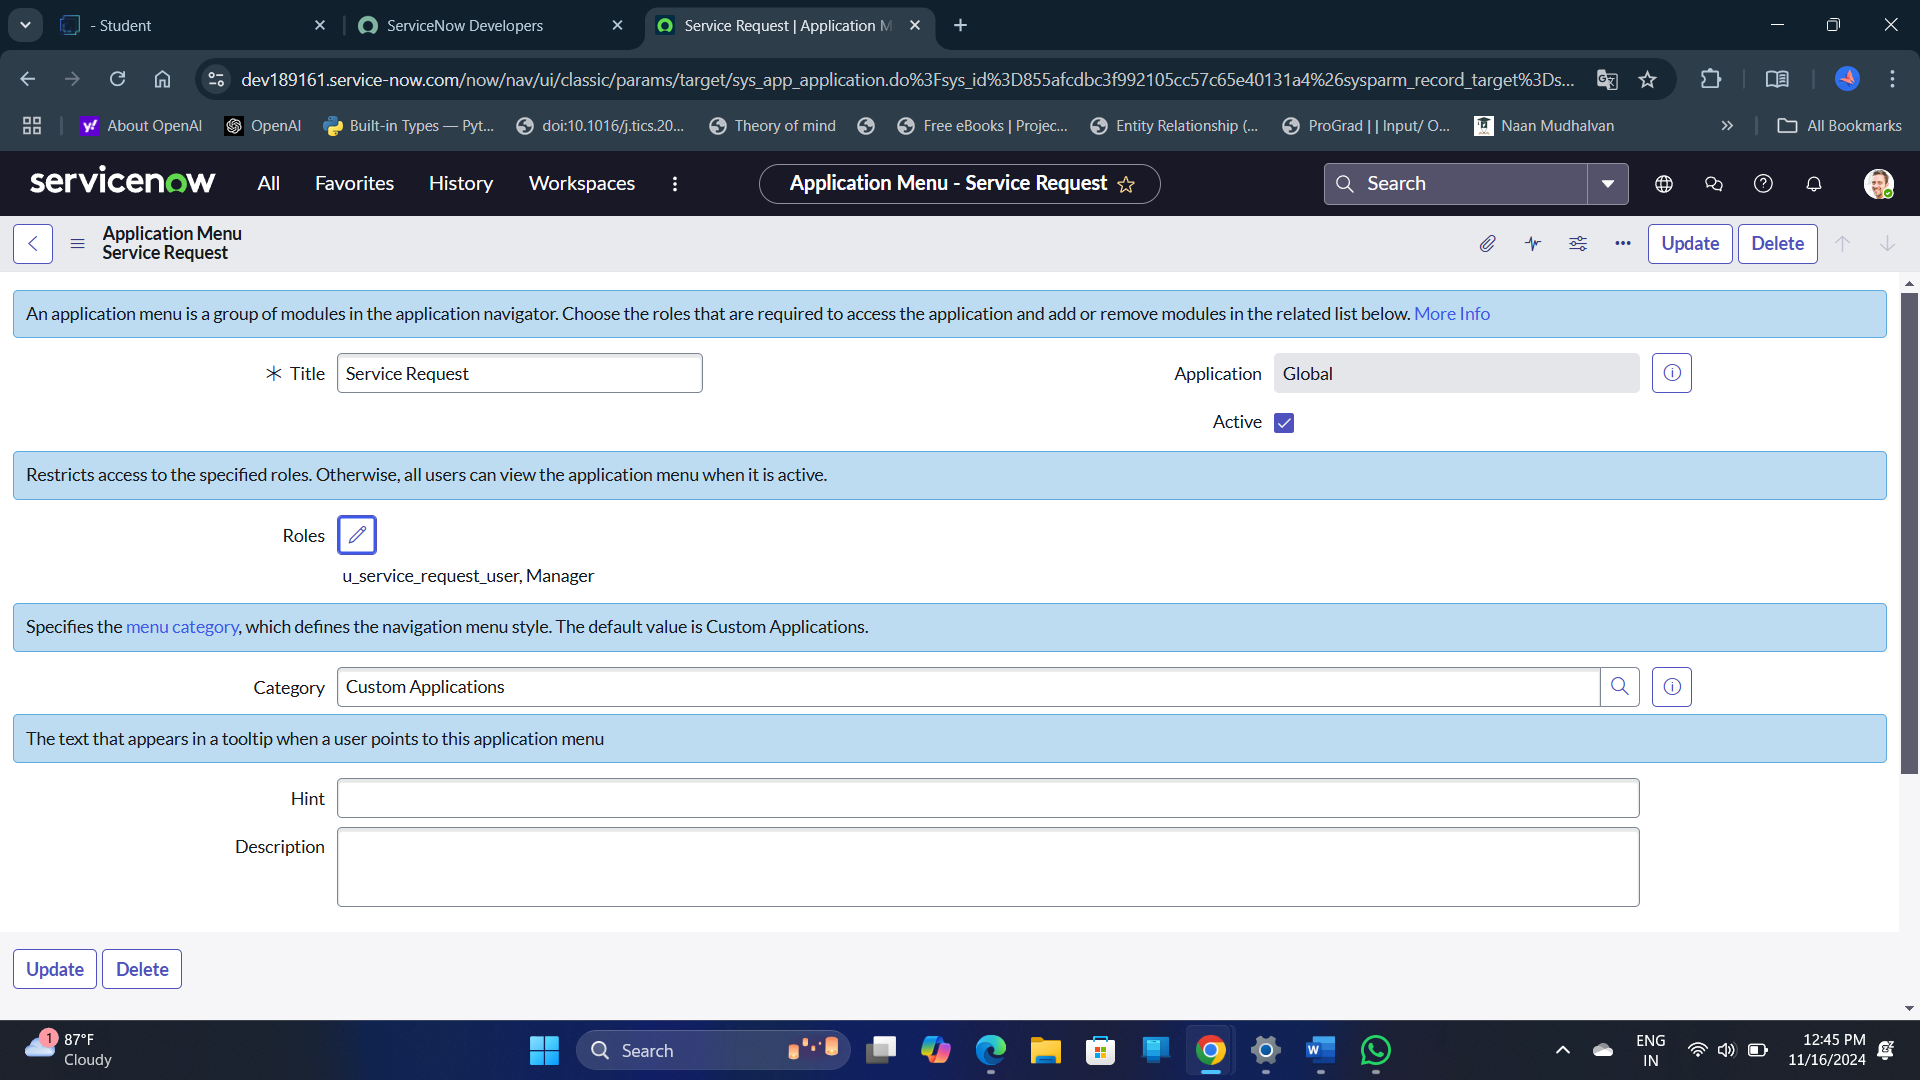 - Student
ServiceNow Developers
Service Request | Application M
dev189161.service-now.com/now/nav/ui/classic/params/target/sys_app_application.do%3Fsys_id%3D855afcdbc3f992105cc57c65e40131a4%26sysparm_record_target%3Ds...
About OpenAI
OpenAI
Built-in Types — Pyt...
doi:10.1016/j.tics.20...
Theory of mind
Free eBooks | Projec...
Entity Relationship (...
ProGrad | | Input/ O...
Naan Mudhalvan
All Bookmarks
servicenow
All
Favorites
History
Workspaces
Application Menu - Service Request
Search
Application Menu
Service Request
Update
Delete
An application menu is a group of modules in the application navigator. Choose the roles that are required to access the application and add or remove modules in the related list below. More Info
Title
Service Request
Application
Global
Active
Restricts access to the specified roles. Otherwise, all users can view the application menu when it is active.
Roles
u_service_request_user, Manager
Specifies the menu category, which defines the navigation menu style. The default value is Custom Applications.
Category
Custom Applications
The text that appears in a tooltip when a user points to this application menu
Hint
Description
Update
Delete
1
87°F
Cloudy
Search
ENG
IN
12:45 PM
11/16/2024